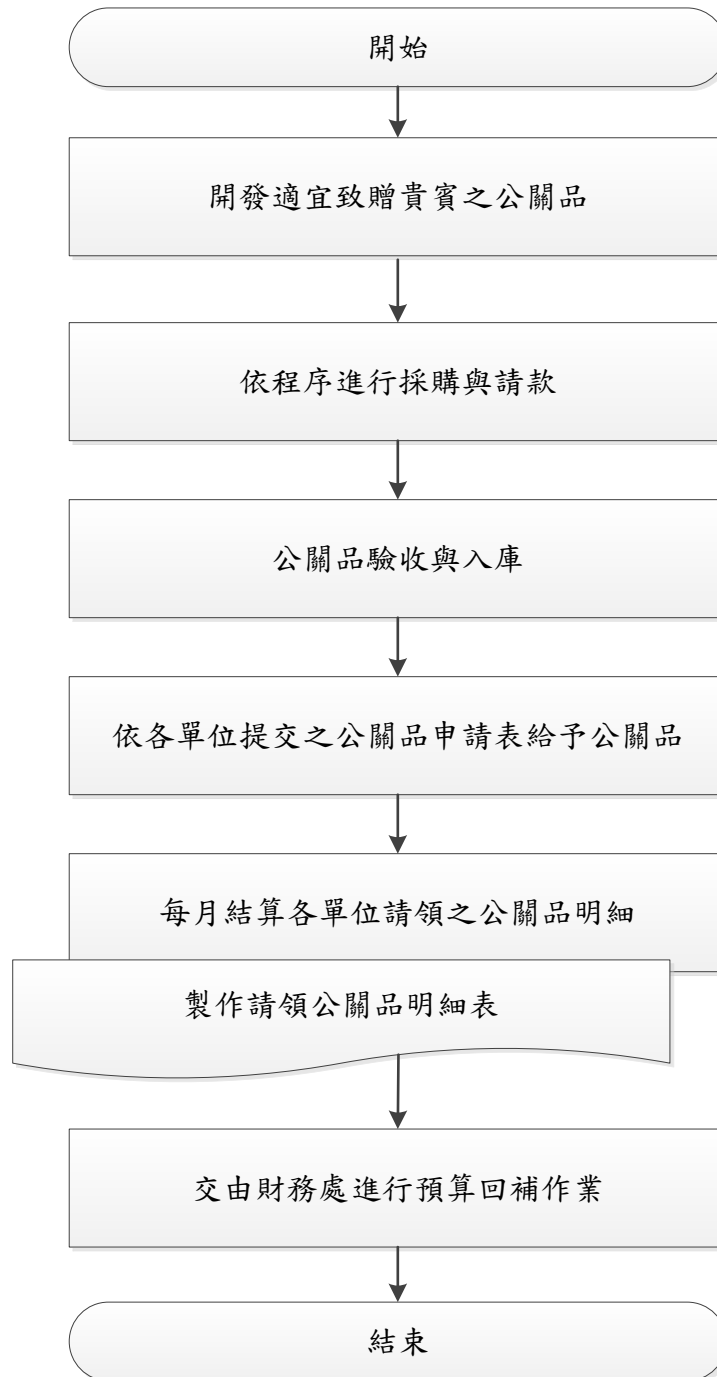 開始
開發適宜致贈貴賓之公關品
依程序進行採購與請款
公關品驗收與入庫
依各單位提交之公關品申請表給予公關品
每月結算各單位請領之公關品明細
製作請領公關品明細表
交由財務處進行預算回補作業
結束